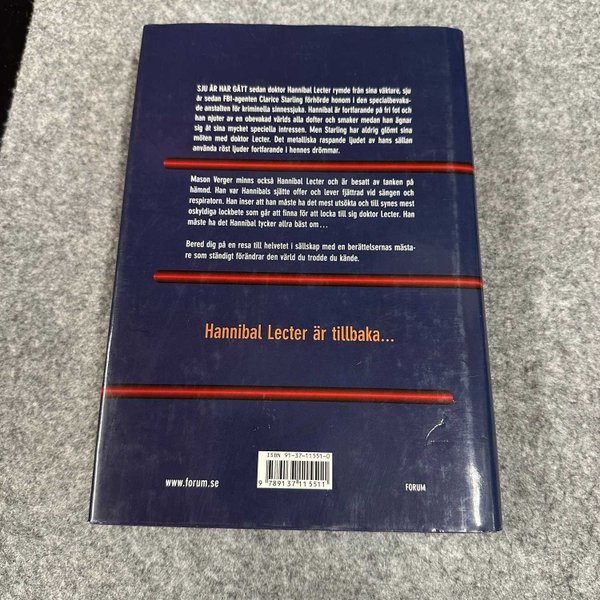 SJU ÅR HAR GÅTT sedan doktor Hannibal Lecter rymde från sina väktare, sju
år sedan FBI-agenten Clarice Starling förhörde honom i den specialbevaka-
de anstalten för kriminella sinnessjuka. Hannibal är fortfarande på fri fot och
han njuter av en obevakad världs alla dofter och smaker medan han ägnar
sig åt sina mycket speciella intressen. Men Starling har aldrig glömt sina
möten med doktor Lecter. Det metalliska raspande ljudet av hans sällan
använda röst ljuder fortfarande i hennes drömmar.
Mason Verger minns också Hannibal Lecter och är besatt av tanken på
hämnd. Han var Hannibals sjätte offer och lever fjättrad vid sängen och
respiratorn. Han inser att han måste ha det mest utsökta och till synes mest
oskyldiga lockbete som går att finna för att locka till sig doktor Lecter. Han
måste ha det Hannibal tycker allra bäst om...
Bered dig på en resa till helvetet i sällskap med en berättelsernas mästa-
re som ständigt förändrar den värld du trodde du kände.
Hannibal Lecter är tillbaka...
ISBN 91-37-11551-0
9 789137 115511
www.forum.se
FORUM